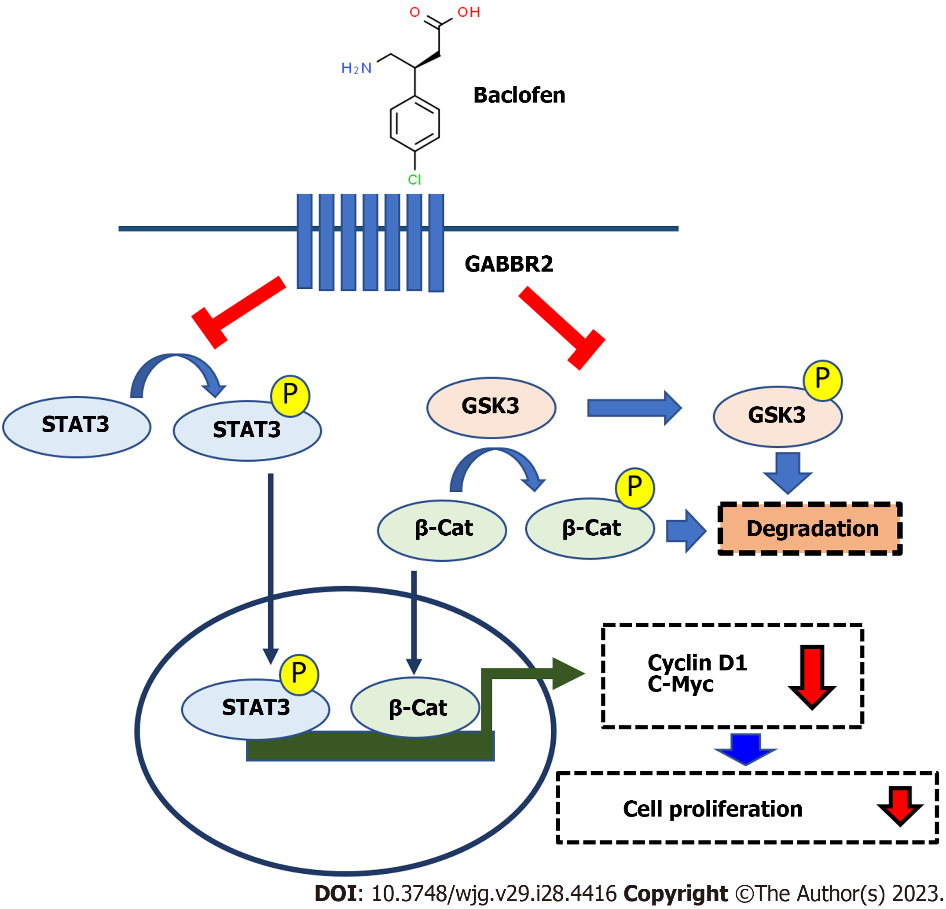 O
OH
H₂N
Baclofen
Cl
GABBR2
P
P
STAT3
STAT3
GSK3
GSK3
P
β-Cat
β-Cat
Degradation
P
STAT3
β-Cat
Cyclin D1
C-Myc
Cell proliferation
DOI: 10.3748/wjg.v29.i28.4416 Copyright ©The Author(s) 2023.